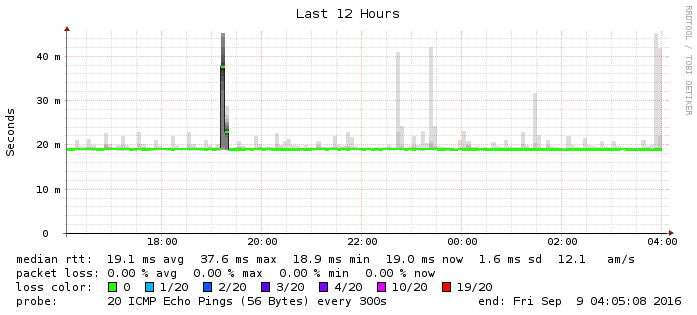 Last 12 Hours
RRDTOOL / TOBI OETIKER
Seconds
40 m
30 m
20 m
10 m
0
18:00 20:00 22:00 00:00 02:00 04:00
median rtt: 19.1 ms avg 37.6 ms max 18.9 ms min 19.0 ms now 1.6 ms sd 12.1 am/s
packet loss: 0.00 % avg 0.00 % max 0.00 % min 0.00 % now
loss color: 0 1/20 2/20 3/20 4/20 10/20 19/20
probe: 20 ICMP Echo Pings (56 Bytes) every 300s end: Fri Sep 9 04:05:08 2016